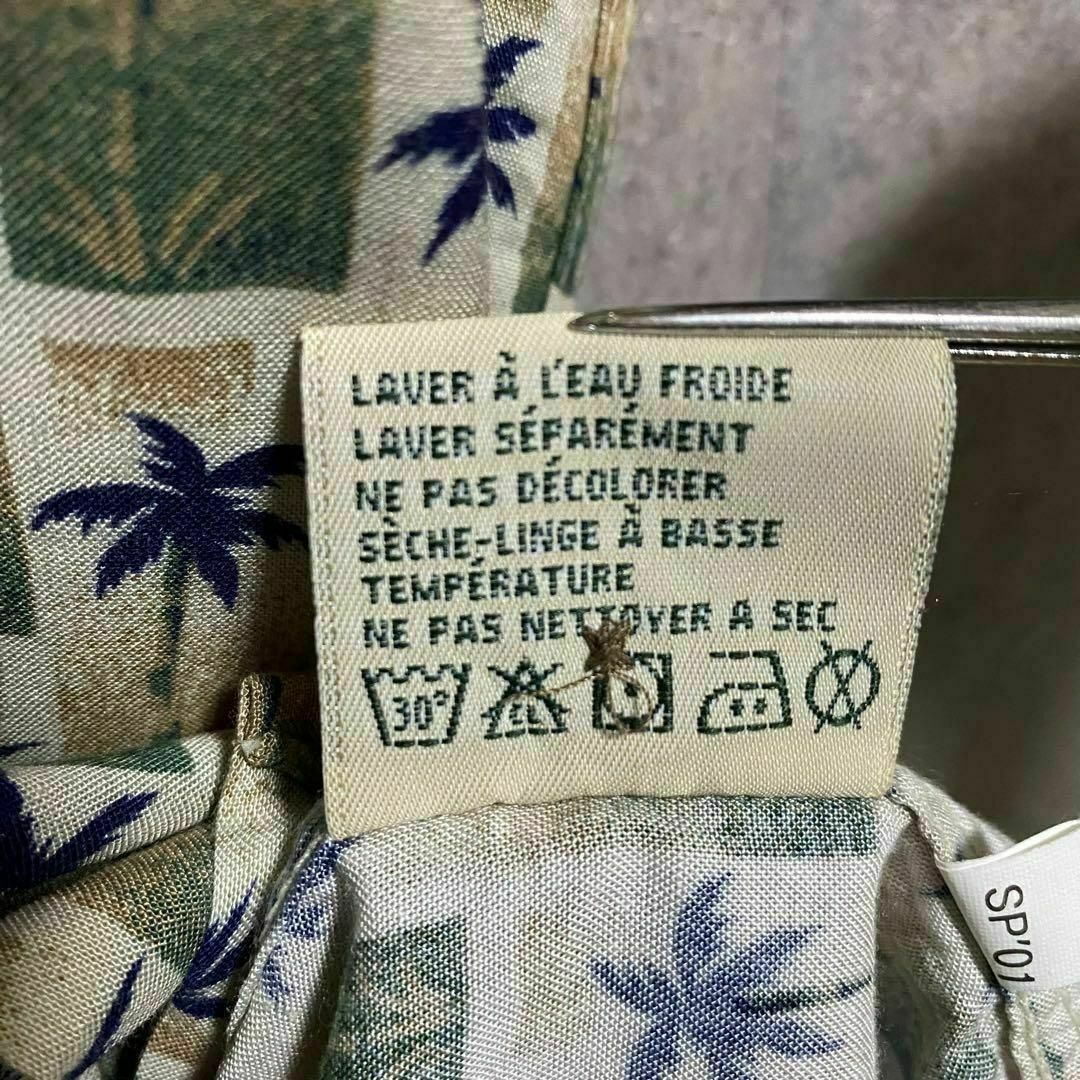 LAVER À L'EAU FROIDE
LAVER SÉPARÉMENT
NE PAS DÉCOLORER
SÈCHE-LINGE À BASSE
TEMPÉRATURE
NE PAS NETTOYER A SEC
30° CL
SP'01